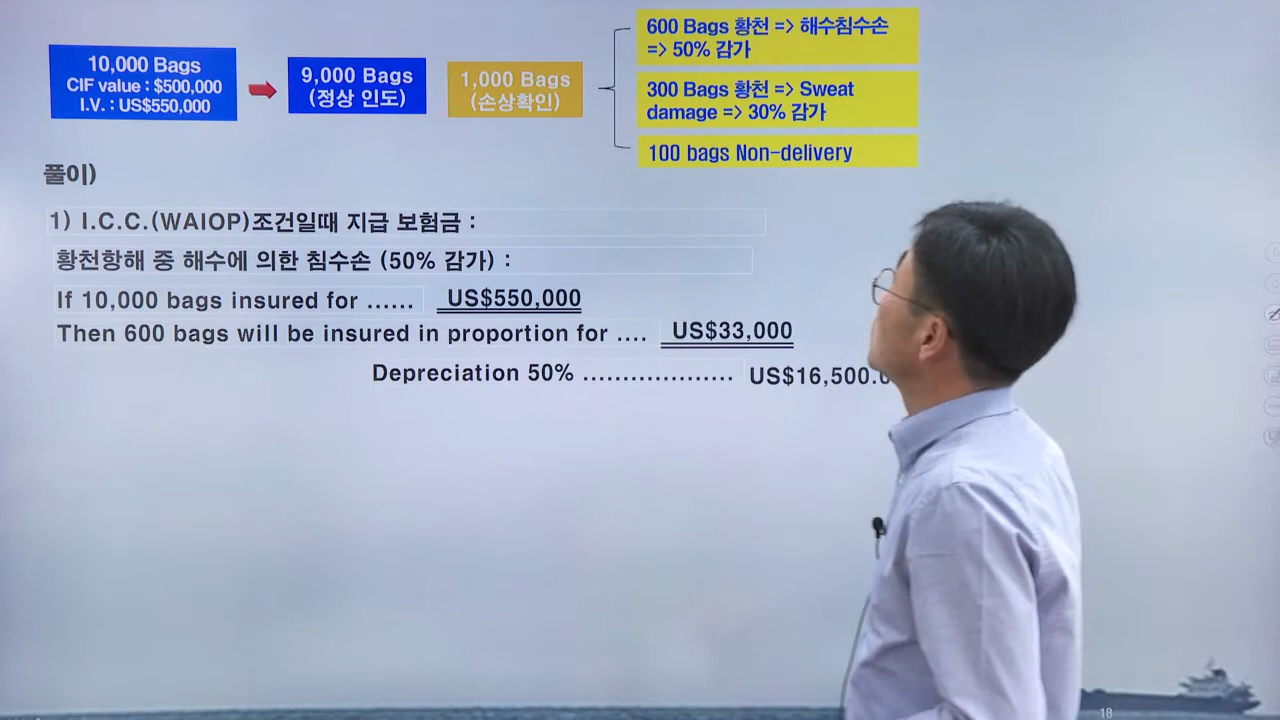 10,000 Bags
CIF value : $500,000
I.V. : US$550,000
9,000 Bags
(정상 인도)
1,000 Bags
(손상확인)
600 Bags 황천 => 해수침수손
=> 50% 감가
300 Bags 황천 => Sweat
damage => 30% 감가
100 bags Non-delivery
풀이)
1) I.C.C.(WAIOP)조건일때 지급 보험금 :
황천항해 중 해수에 의한 침수손 (50% 감가) :
If 10,000 bags insured for ...... US$550,000
Then 600 bags will be insured in proportion for .... US$33,000
Depreciation 50% ................... US$16,500.0
18